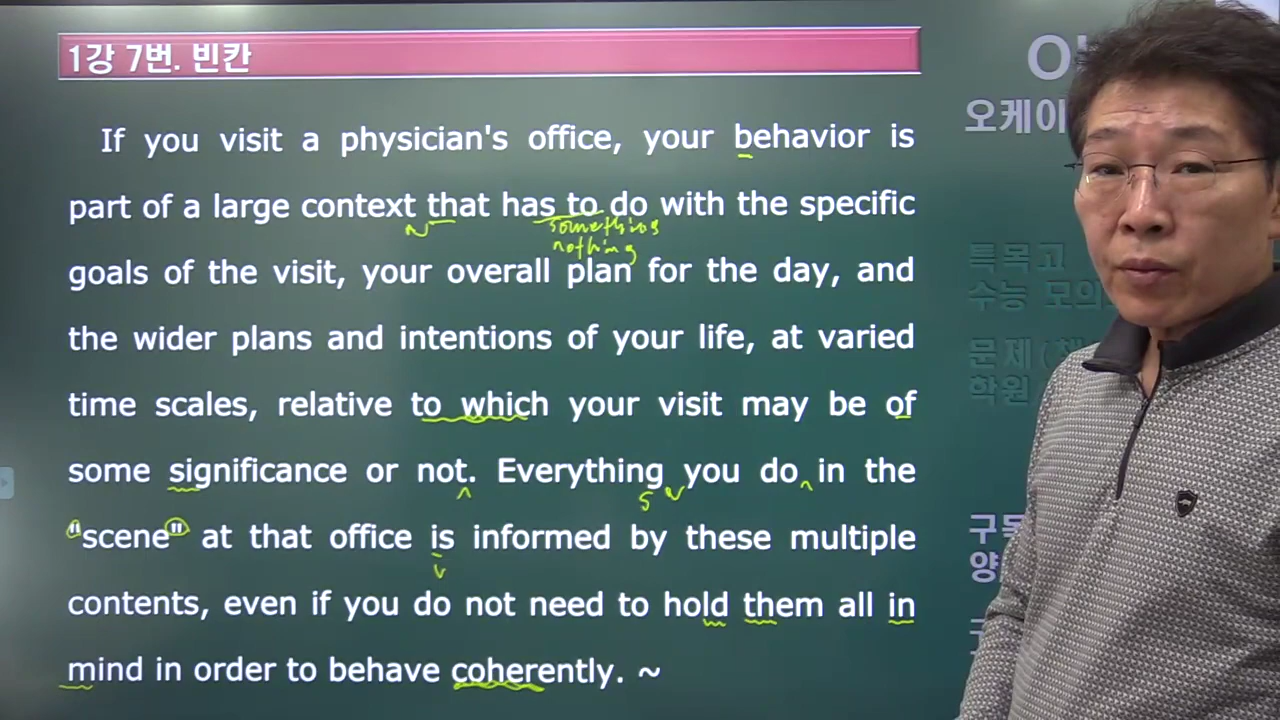 1강 7번. 빈칸
If you visit a physician's office, your behavior is
part of a large context that has to do with the specific
something
nothing
goals of the visit, your overall plan for the day, and
the wider plans and intentions of your life, at varied
time scales, relative to which your visit may be of
some significance or not. Everything you do in the
S V
"scene" at that office is informed by these multiple
V
contents, even if you do not need to hold them all in
mind in order to behave coherently. ~
오케이
특목고
수능 모의
문제
학원
구독